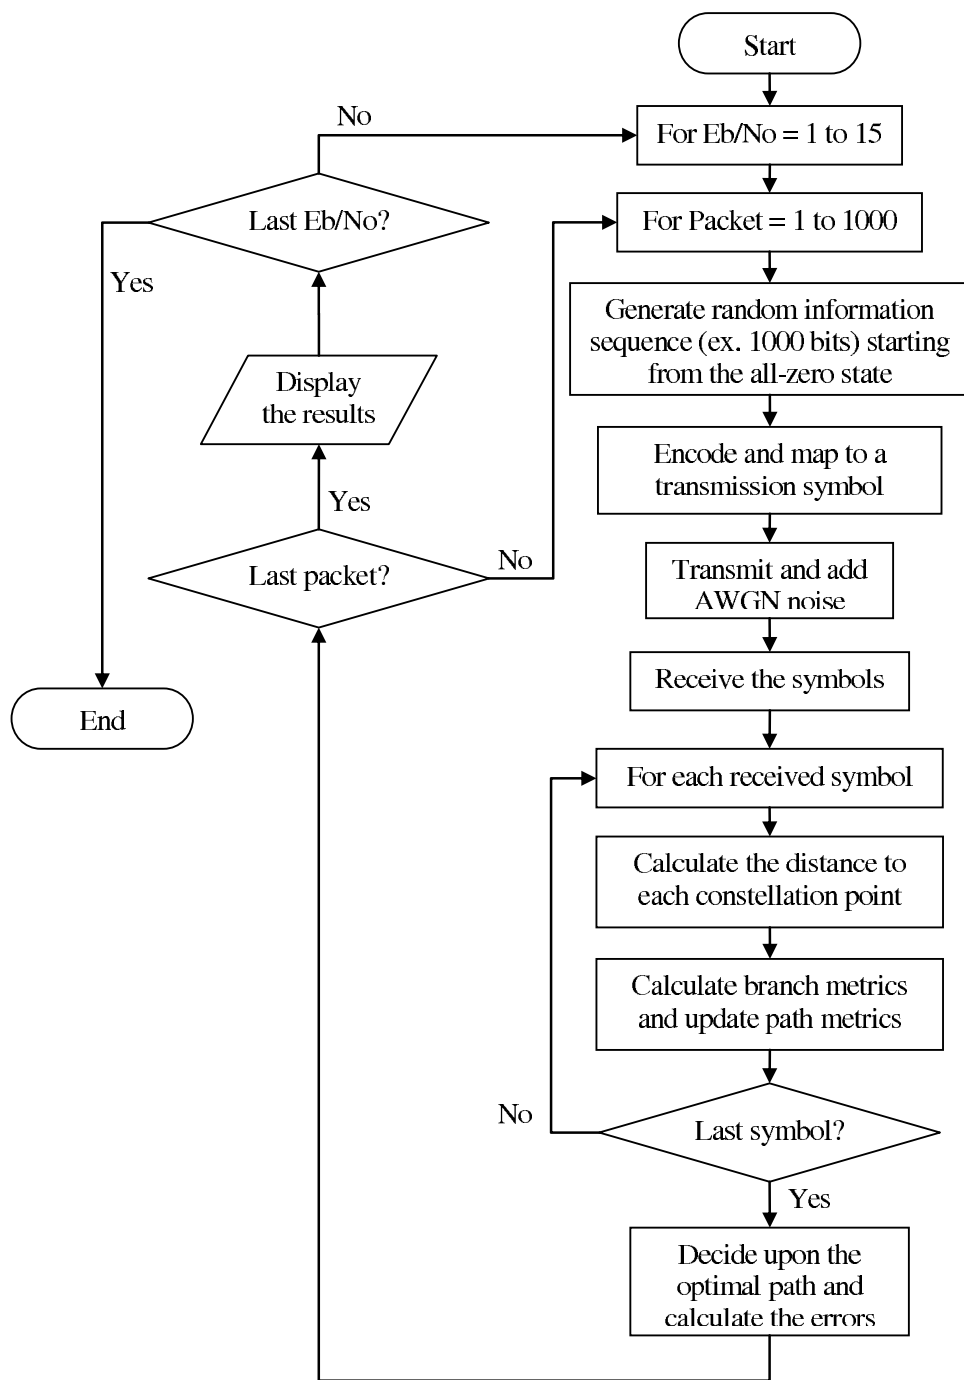 Start
For Eb/No = 1 to 15
For Packet = 1 to 1000
Generate random information
sequence (ex. 1000 bits) starting
from the all-zero state
Encode and map to a
transmission symbol
Transmit and add
AWGN noise
Receive the symbols
For each received symbol
Calculate the distance to
each constellation point
Calculate branch metrics
and update path metrics
Last symbol?
No
Yes
Decide upon the
optimal path and
calculate the errors
Last packet?
No
Yes
Display
the results
Last Eb/No?
No
Yes
End